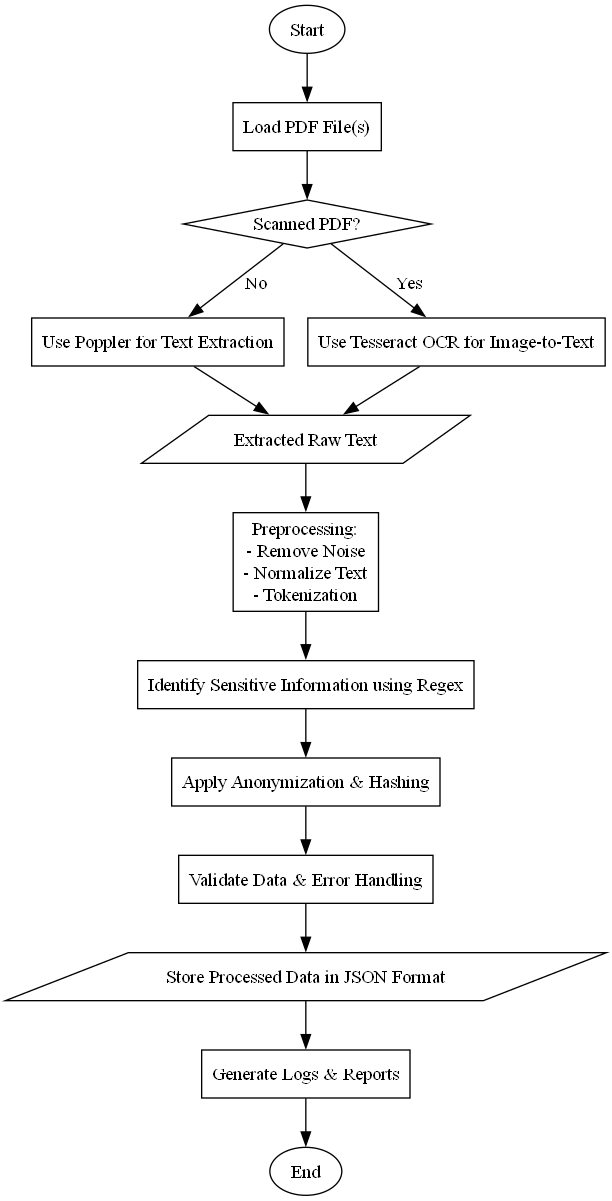 Start
Load PDF File(s)
Scanned PDF?
No
Yes
Use Poppler for Text Extraction
Use Tesseract OCR for Image-to-Text
Extracted Raw Text
Preprocessing:
- Remove Noise
- Normalize Text
- Tokenization
Identify Sensitive Information using Regex
Apply Anonymization & Hashing
Validate Data & Error Handling
Store Processed Data in JSON Format
Generate Logs & Reports
End